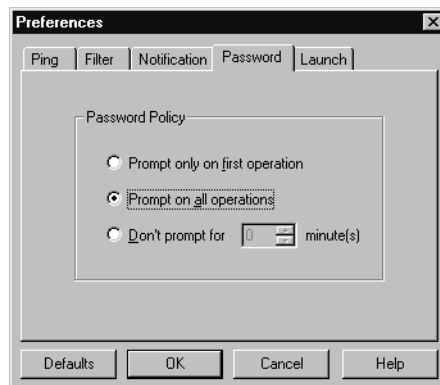 Preferences
Ping Filter Notification Password Launch
Password Policy
Prompt only on first operation
Prompt on all operations
Don't prompt for 0 minute(s)
Defaults OK Cancel Help